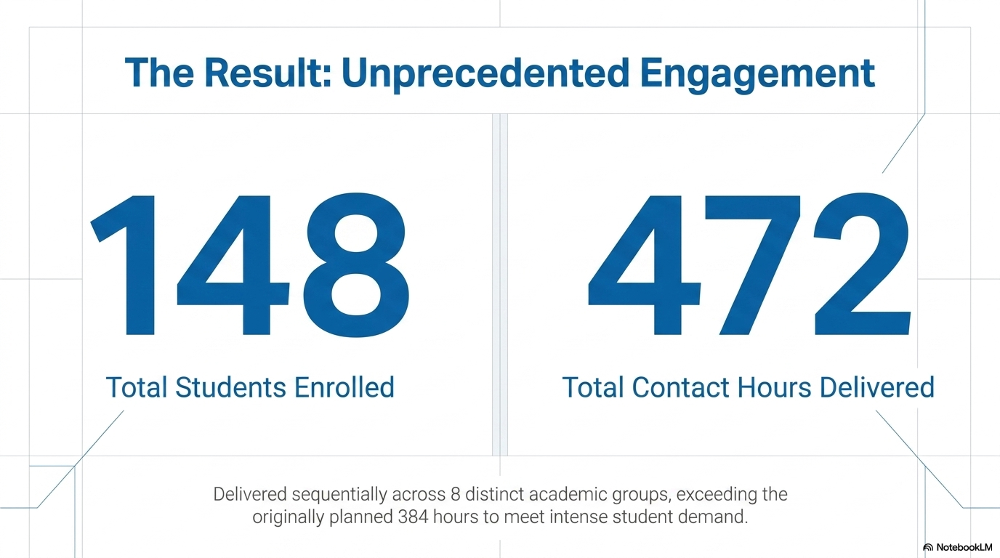 The Result: Unprecedented Engagement
148
Total Students Enrolled
472
Total Contact Hours Delivered
Delivered sequentially across 8 distinct academic groups, exceeding the
originally planned 384 hours to meet intense student demand.
NotebookLM